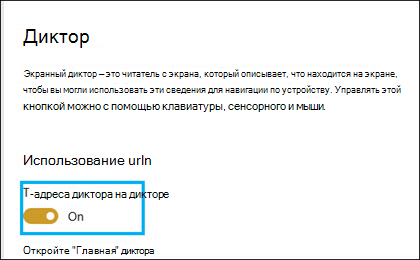 Диктор
Экранный диктор – это читатель с экрана, который описывает, что находится на экране,
чтобы вы могли использовать эти сведения для навигации по устройству. Управлять этой
кнопкой можно с помощью клавиатуры, сенсорного и мыши.
Использование urln
Т-адреса диктора на дикторе
On
Откройте "Главная" диктора